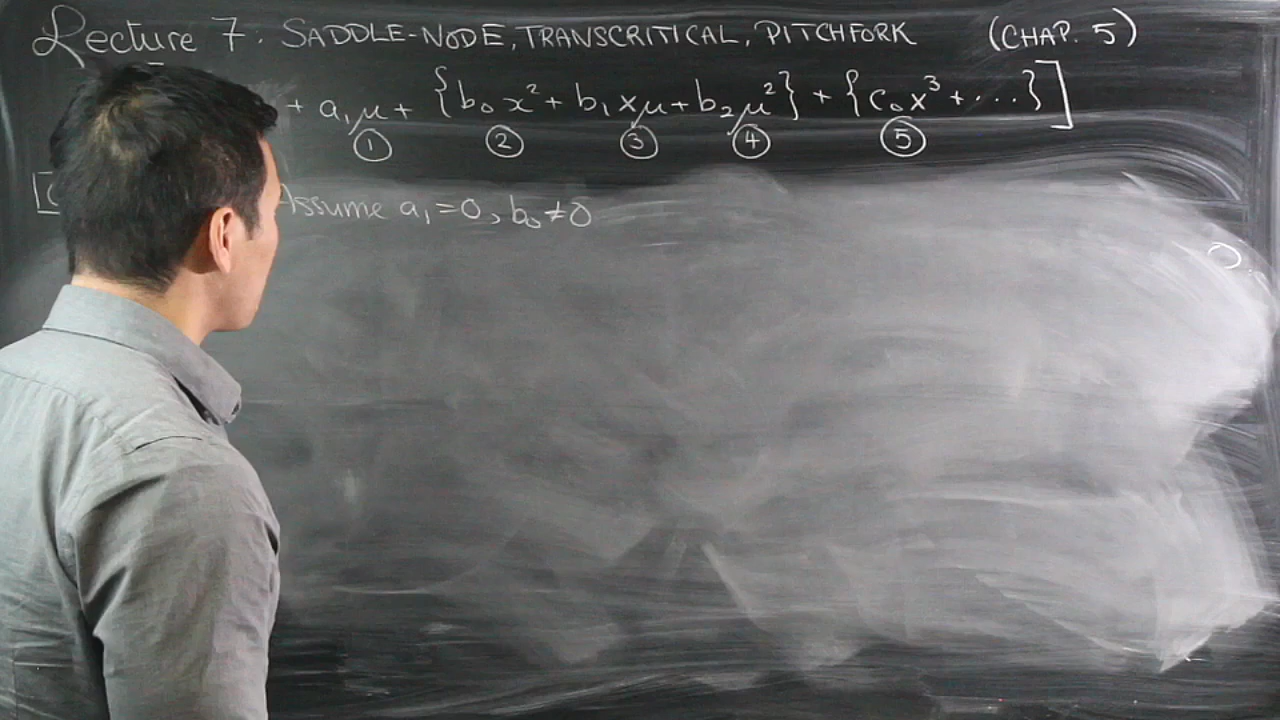 Lecture 7: SADDLE-NODE, TRANSCRITICAL, PITCHFORK (CHAP. 5)
+ a₁μ + {b₀x² + b₁xμ + b₂μ²} + {c₀x³ + ...}]
① ② ③ ④ ⑤
Assume a₁=0, b₀≠0